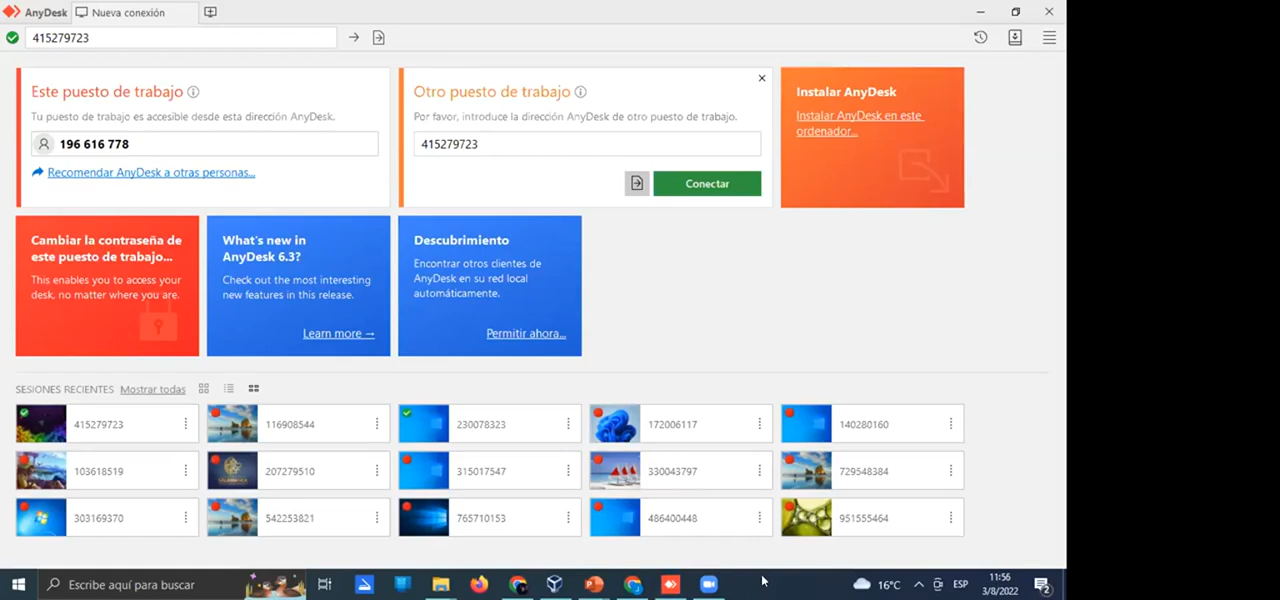 AnyDesk
Nueva conexión
415279723
Este puesto de trabajo
Tu puesto de trabajo es accesible desde esta dirección AnyDesk.
196 616 778
Recomendar AnyDesk a otras personas...
Otro puesto de trabajo
Por favor, introduce la dirección AnyDesk de otro puesto de trabajo.
415279723
Conectar
Instalar AnyDesk
Instalar AnyDesk en este
ordenador...
Cambiar la contraseña de
este puesto de trabajo...
This enables you to access your
desk, no matter where you are.
What's new in
AnyDesk 6.3?
Check out the most interesting
new features in this release.
Learn more →
Descubrimiento
Encontrar otros clientes de
AnyDesk en su red local
automáticamente.
Permitir ahora...
SESIONES RECIENTES Mostrar todas
415279723
116908544
230078323
172006117
140280160
103618519
207279510
315017547
330043797
729548384
303169370
542253821
765710153
486400448
951555464
Escribe aquí para buscar
16°C
ESP
11:56
3/8/2022
2